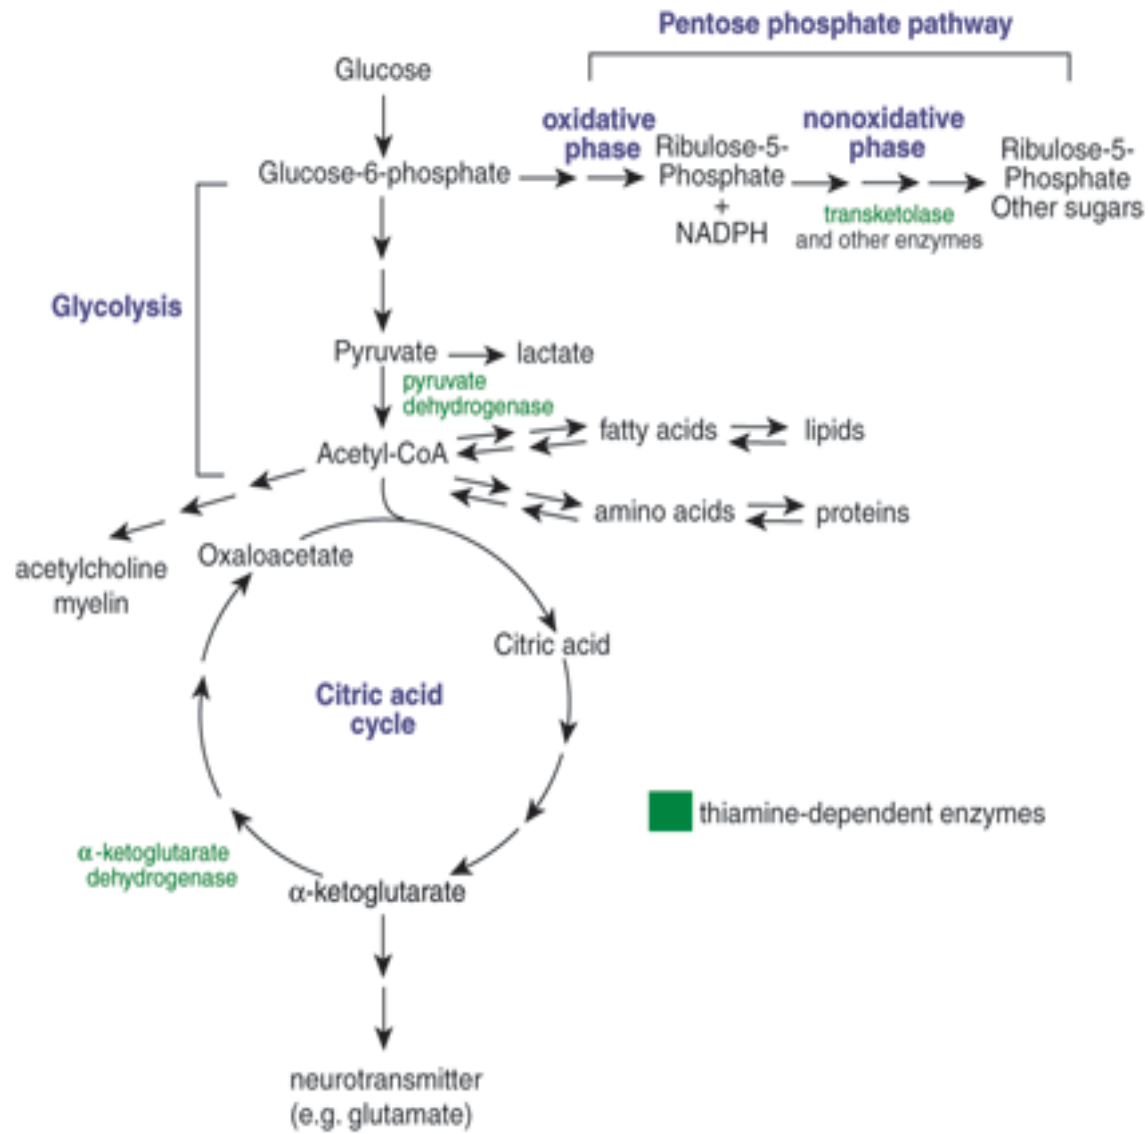 Pentose phosphate pathway
Glucose
oxidative
phase
nonoxidative
phase
Glucose-6-phosphate
Ribulose-5-
Phosphate
+
NADPH
transketolase
and other enzymes
Ribulose-5-
Phosphate
Other sugars
Glycolysis
Pyruvate
lactate
pyruvate
dehydrogenase
Acetyl-CoA
fatty acids
lipids
amino acids
proteins
acetylcholine
myelin
Oxaloacetate
Citric acid
Citric acid
cycle
thiamine-dependent enzymes
α-ketoglutarate
dehydrogenase
α-ketoglutarate
neurotransmitter
(e.g. glutamate)